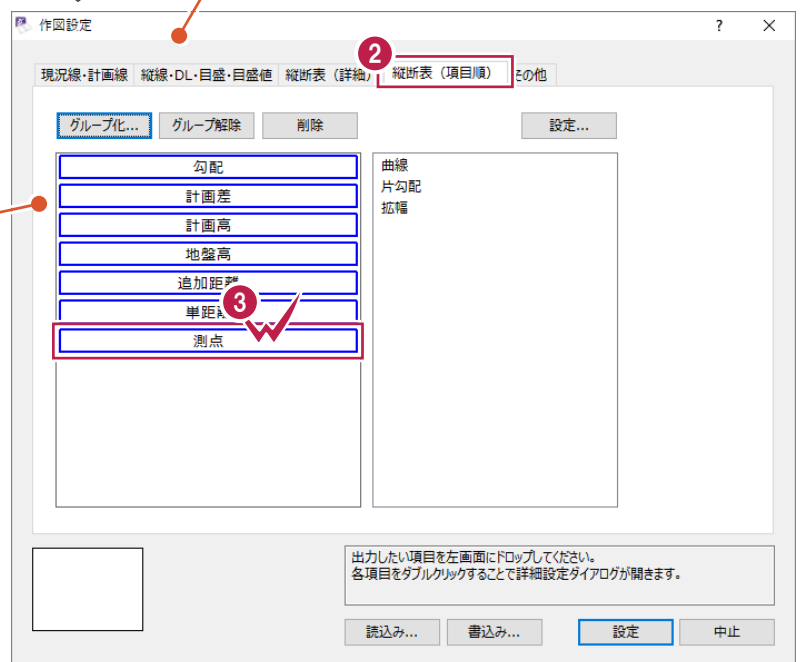 作図設定
?
2
現況線・計画線
縦線・DL・目盛・目盛値
縦断表（詳細）
縦断表（項目順）
その他
グループ化...
グループ解除
削除
設定...
勾配
計画差
計画高
地盤高
追加距離
単距離
測点
3
曲線
片勾配
拡幅
出力したい項目を左画面にドロップしてください。
各項目をダブルクリックすることで詳細設定ダイアログが開きます。
読込み...
書込み...
設定
中止